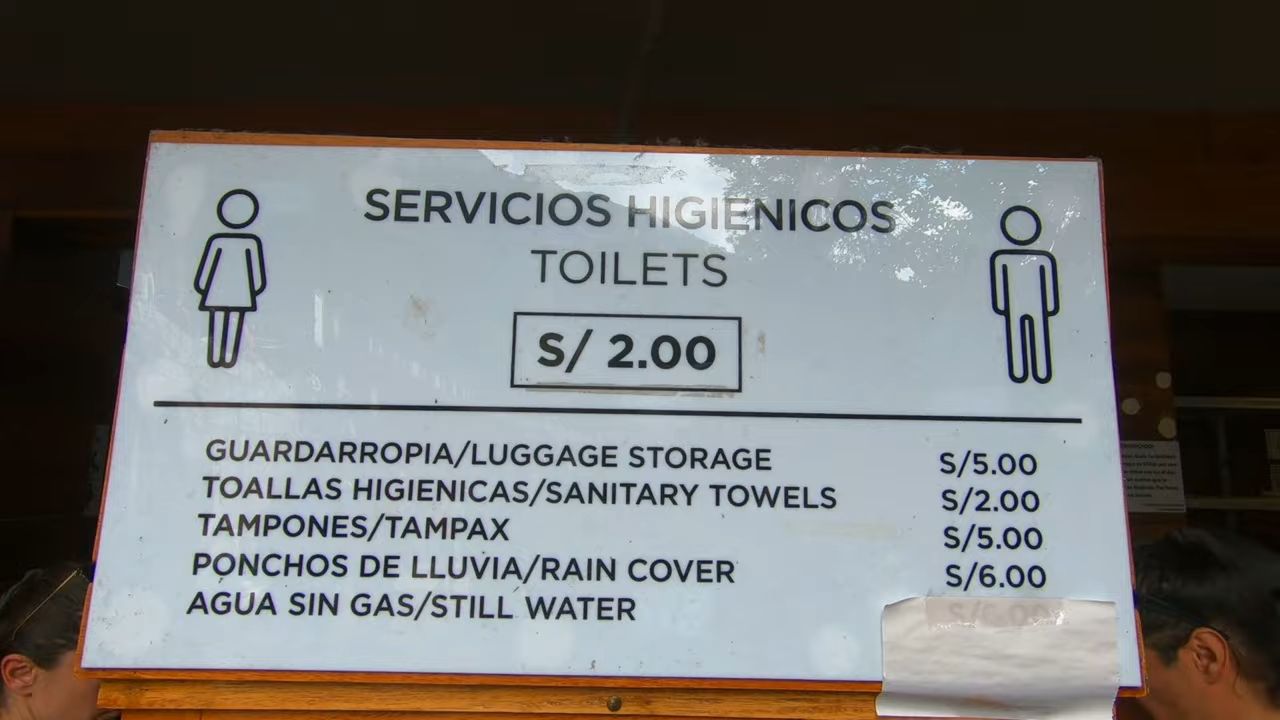 SERVICIOS HIGIENICOS
TOILETS
S/ 2.00
GUARDARROPIA/LUGGAGE STORAGE S/5.00
TOALLAS HIGIENICAS/SANITARY TOWELS S/2.00
TAMPONES/TAMPAX S/5.00
PONCHOS DE LLUVIA/RAIN COVER S/6.00
AGUA SIN GAS/STILL WATER